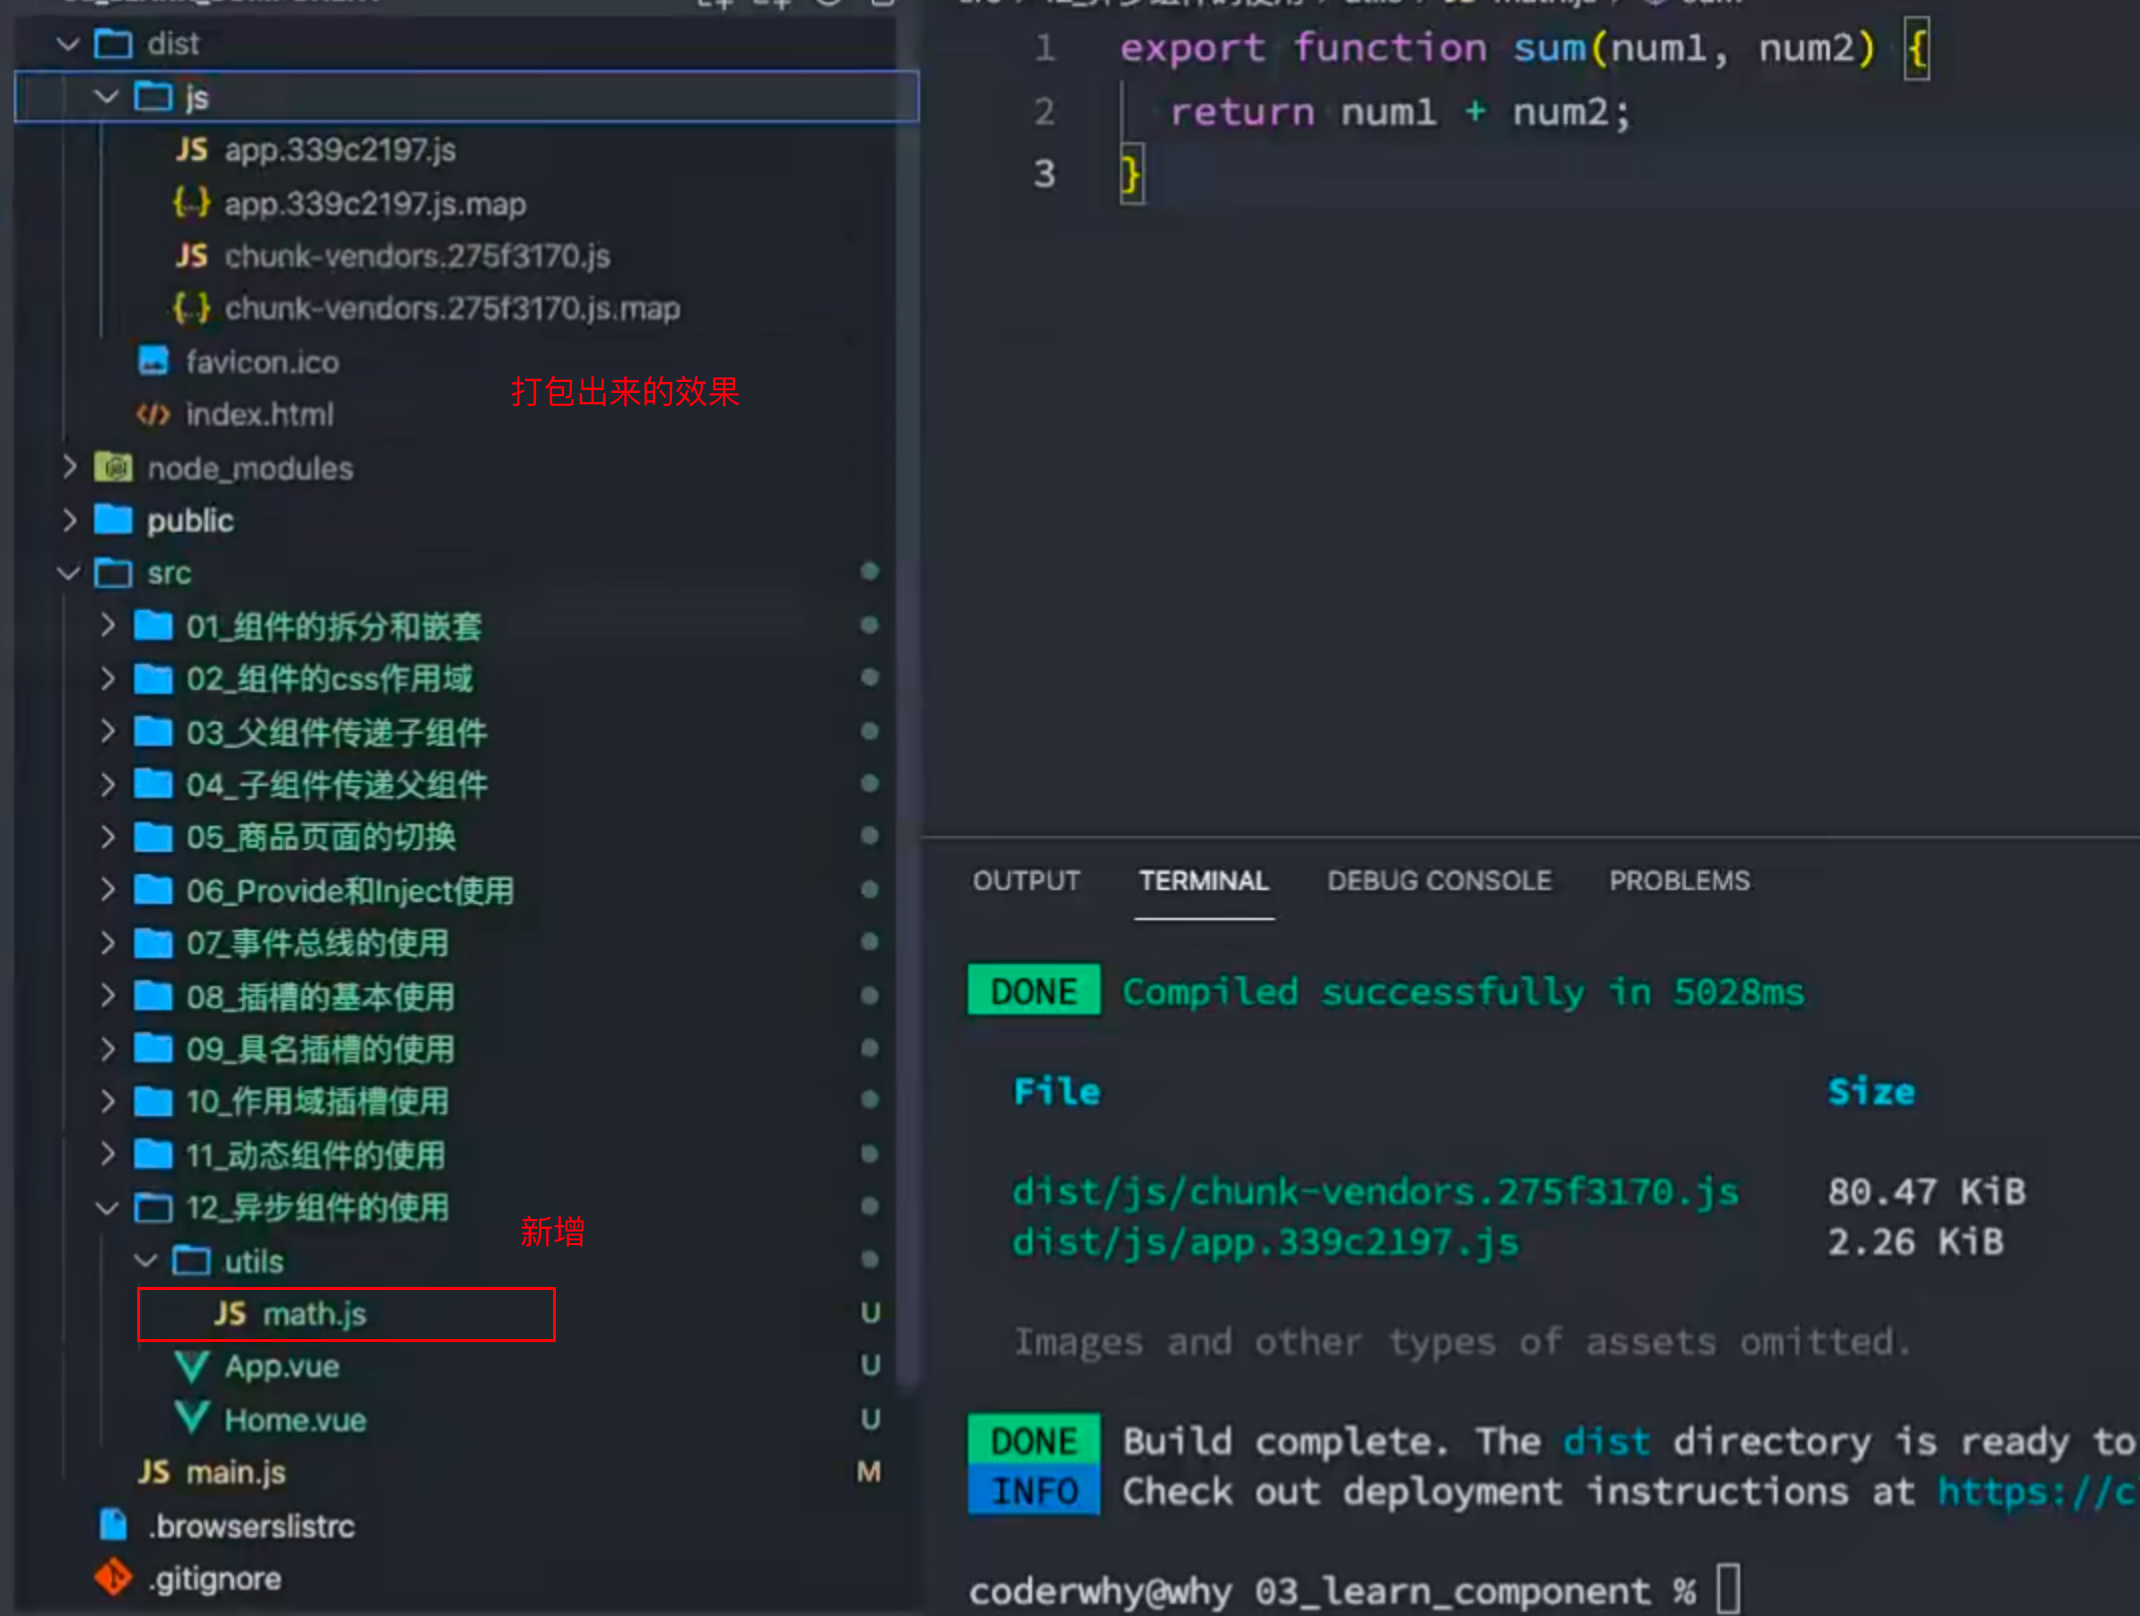 dist
js
JS app.339c2197.js
{..} app.339c2197.js.map
JS chunk-vendors.275f3170.js
{..} chunk-vendors.275f3170.js.map
favicon.ico
打包出来的效果
</> index.html
node_modules
public
src
01_组件的拆分和嵌套
02_组件的css作用域
03_父组件传递子组件
04_子组件传递父组件
05_商品页面的切换
06_Provide和Inject使用
07_事件总线的使用
08_插槽的基本使用
09_具名插槽的使用
10_作用域插槽使用
11_动态组件的使用
12_异步组件的使用
新增
utils
JS math.js U
App.vue U
Home.vue U
JS main.js M
.browserslistrc
.gitignore
1 export function sum(num1, num2) {
2 return num1 + num2;
3 }
OUTPUT TERMINAL DEBUG CONSOLE PROBLEMS
DONE Compiled successfully in 5028ms
File Size
dist/js/chunk-vendors.275f3170.js 80.47 KiB
dist/js/app.339c2197.js 2.26 KiB
Images and other types of assets omitted.
DONE Build complete. The dist directory is ready to
INFO Check out deployment instructions at https://c
coderwhy@why 03_learn_component %